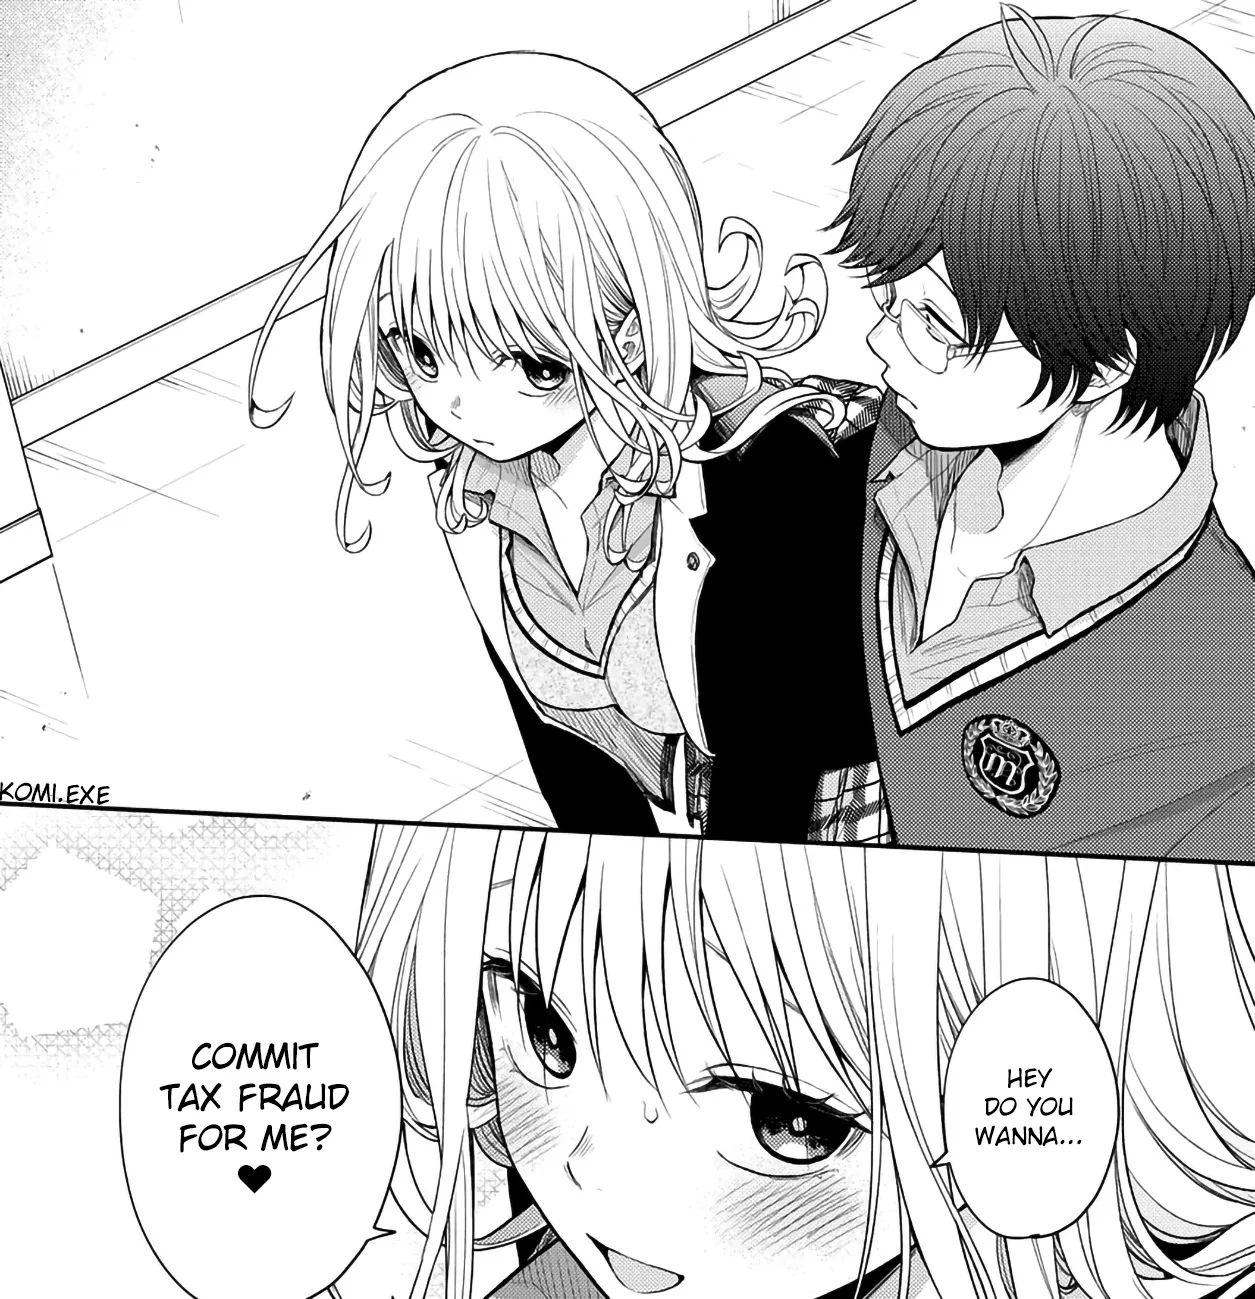 KOMI.EXE
HEY
DO YOU
WANNA...
COMMIT
TAX FRAUD
FOR ME?
♥
m